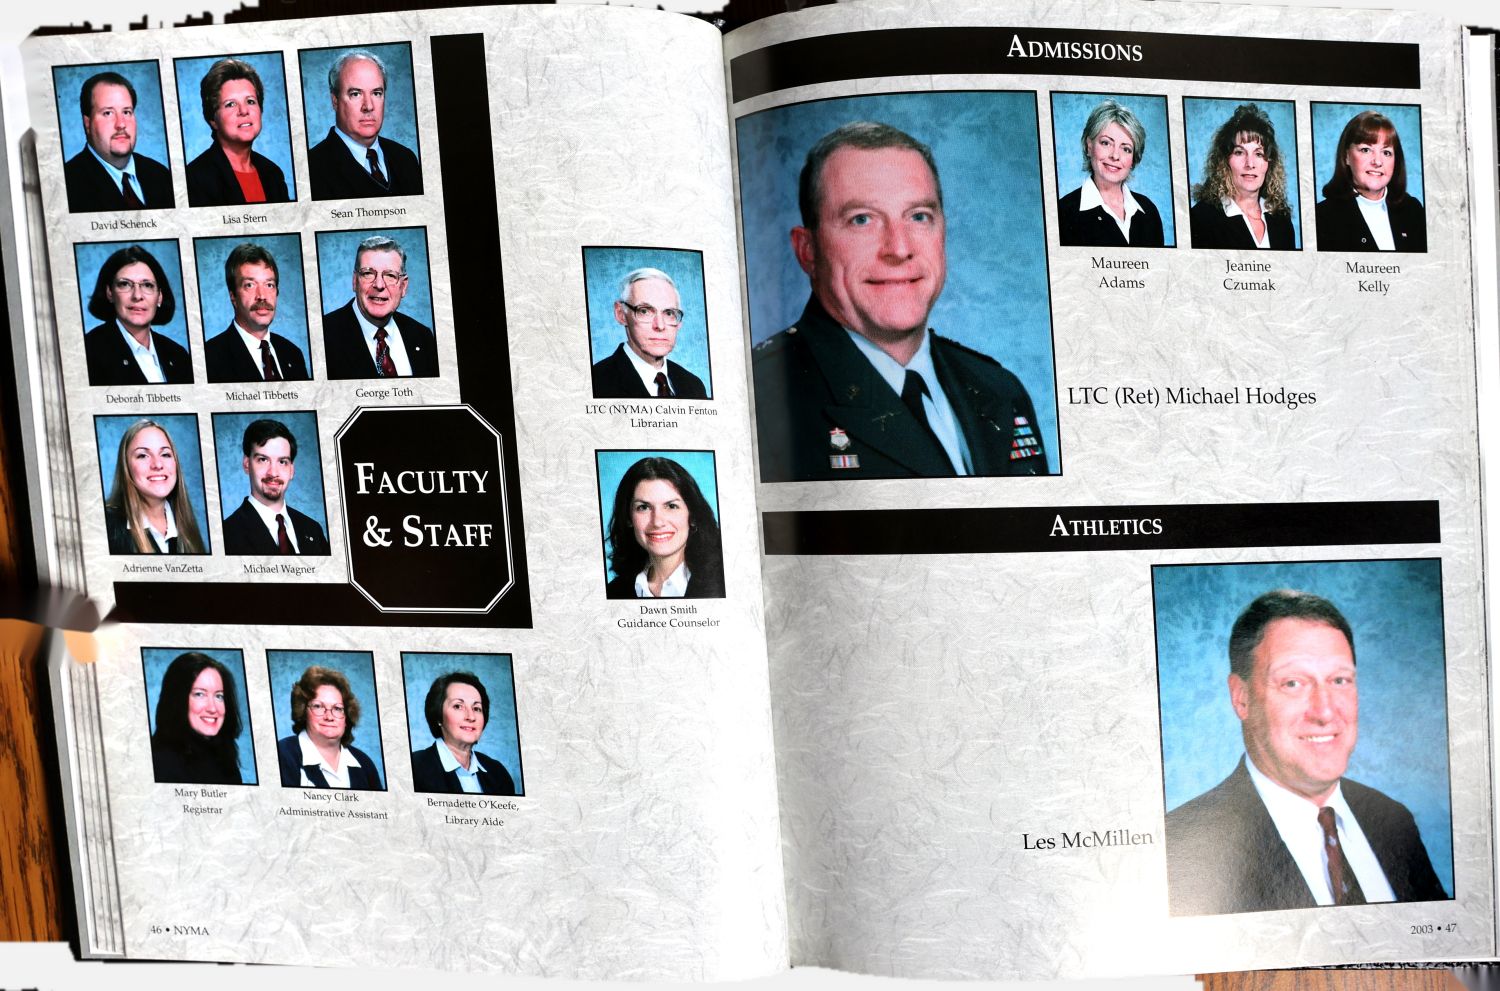 David Schenck
Lisa Stern
Sean Thompson
Deborah Tibbetts
Michael Tibbetts
George Toth
Adrienne VanZetta
Michael Wagner
FACULTY
& STAFF
LTC (NYMA) Calvin Fenton
Librarian
Dawn Smith
Guidance Counselor
Mary Butler
Registrar
Nancy Clark
Administrative Assistant
Bernadette O'Keefe,
Library Aide
46 • NYMA
ADMISSIONS
Maureen
Adams
Jeanine
Czumak
Maureen
Kelly
LTC (Ret) Michael Hodges
ATHLETICS
Les McMillen
2003 • 47